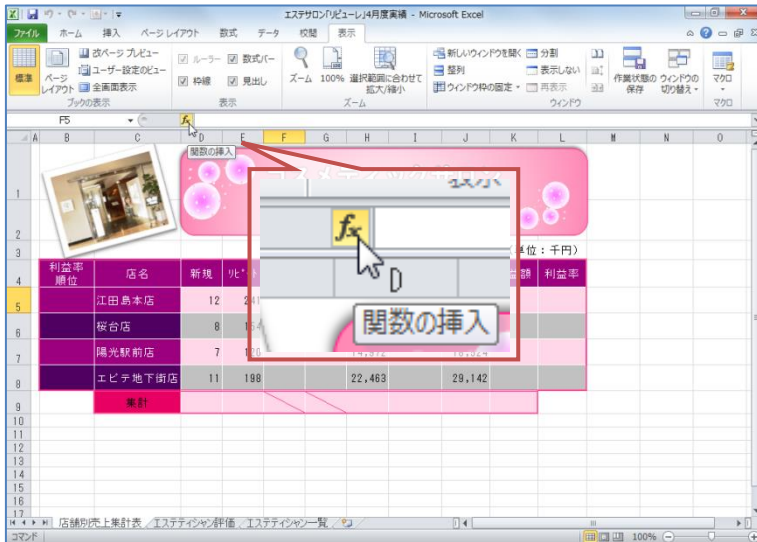 エステサロン「リピューレ」4月度実績 - Microsoft Excel
ファイル ホーム 挿入 ページ レイアウト 数式 データ 校閲 表示
標準
ページ レイアウト
改ページ プレビュー
ユーザー設定のビュー
全画面表示
ブックの表示
ルーラー 数式バー
枠線 見出し
表示
ズーム 100% 選択範囲に合わせて 拡大/縮小
ズーム
新しいウィンドウを開く
整列
ウィンドウ枠の固定
分割
表示しない
再表示
作業状態の 保存
ウィンドウの 切り替え
ウィンドウ
マクロ
マクロ
F5 fx
関数の挿入
A B C D E F G H I J K L M N O
表示
fx
D
関数の挿入
単位:千円)
利益率 順位 店名 新規 額 利益率
江田島本店 12
桜台店 8
陽光駅前店 7
エビテ地下街店 11 198 22,463 29,142
集計
1
2
3
4
5
6
7
8
9
10
11
12
13
14
15
16
17
店舗別売上集計表 エステティシャン評価 エステティシャン一覧
コマンド 100%